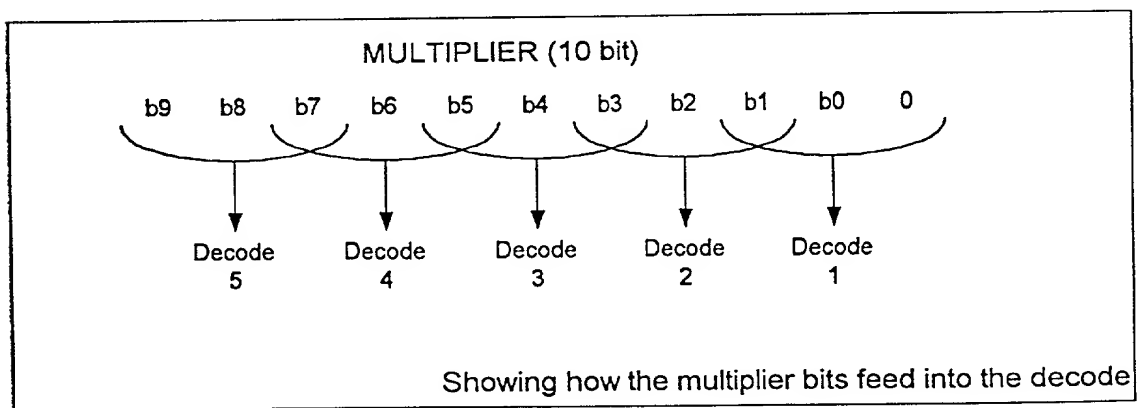 MULTIPLIER (10 bit)
b9 b8 b7 b6 b5 b4 b3 b2 b1 b0 0
Decode Decode Decode Decode Decode
5 4 3 2 1
Showing how the multiplier bits feed into the decode